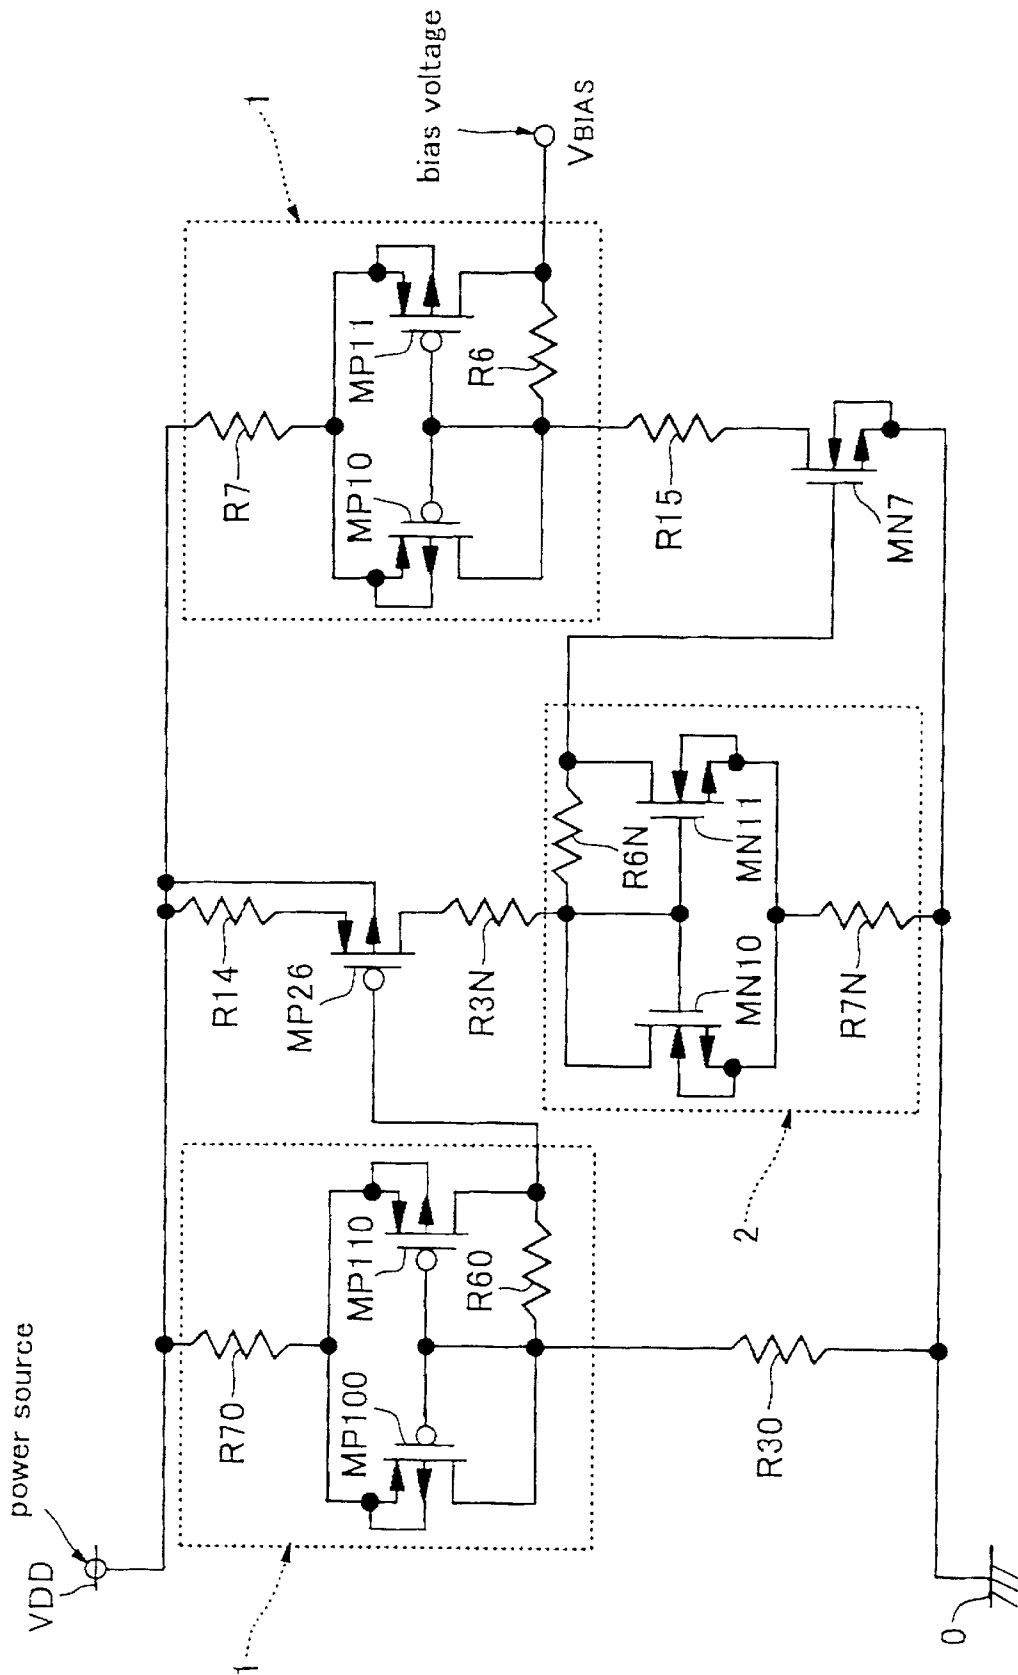 power source
VDD
bias voltage
VBIAS
1
1
2
R70
MP100
MP110
R60
R30
R14
MP26
R3N
R6N
MN10
MN11
R7N
R7
MP10
MP11
R6
R15
MN7
0